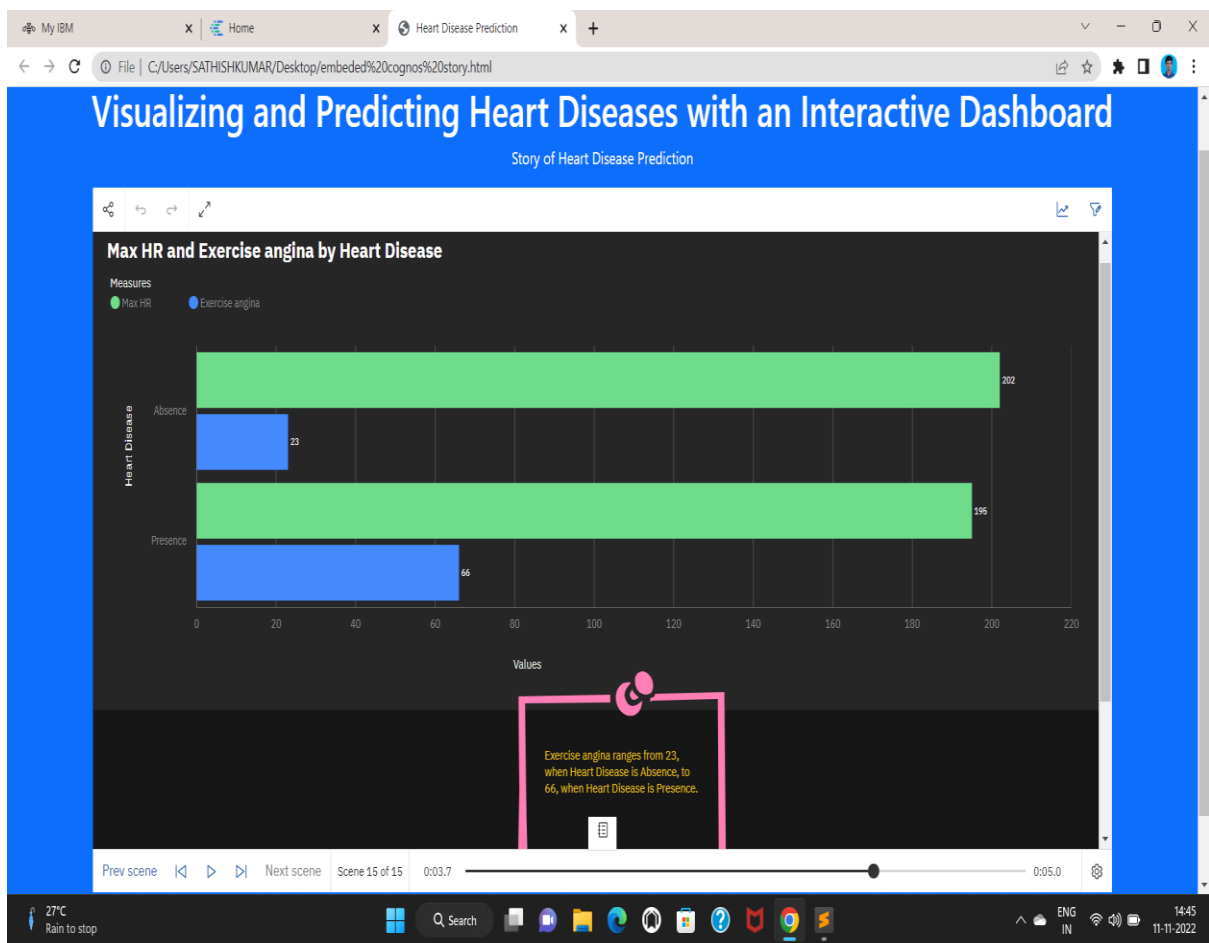 My IBM
Home
Heart Disease Prediction
File | C:/Users/SATHISHKUMAR/Desktop/embeded%20cognos%20story.html
Visualizing and Predicting Heart Diseases with an Interactive Dashboard
Story of Heart Disease Prediction
Max HR and Exercise angina by Heart Disease
Measures
Max HR
Exercise angina
Heart Disease
Absence
202
23
Presence
195
66
0 20 40 60 80 100 120 140 160 180 200 220
Values
Exercise angina ranges from 23,
when Heart Disease is Absence, to
66, when Heart Disease is Presence.
Prev scene Next scene Scene 15 of 15 0:03.7 0:05.0
27°C
Rain to stop
Search
ENG
IN
14:45
11-11-2022